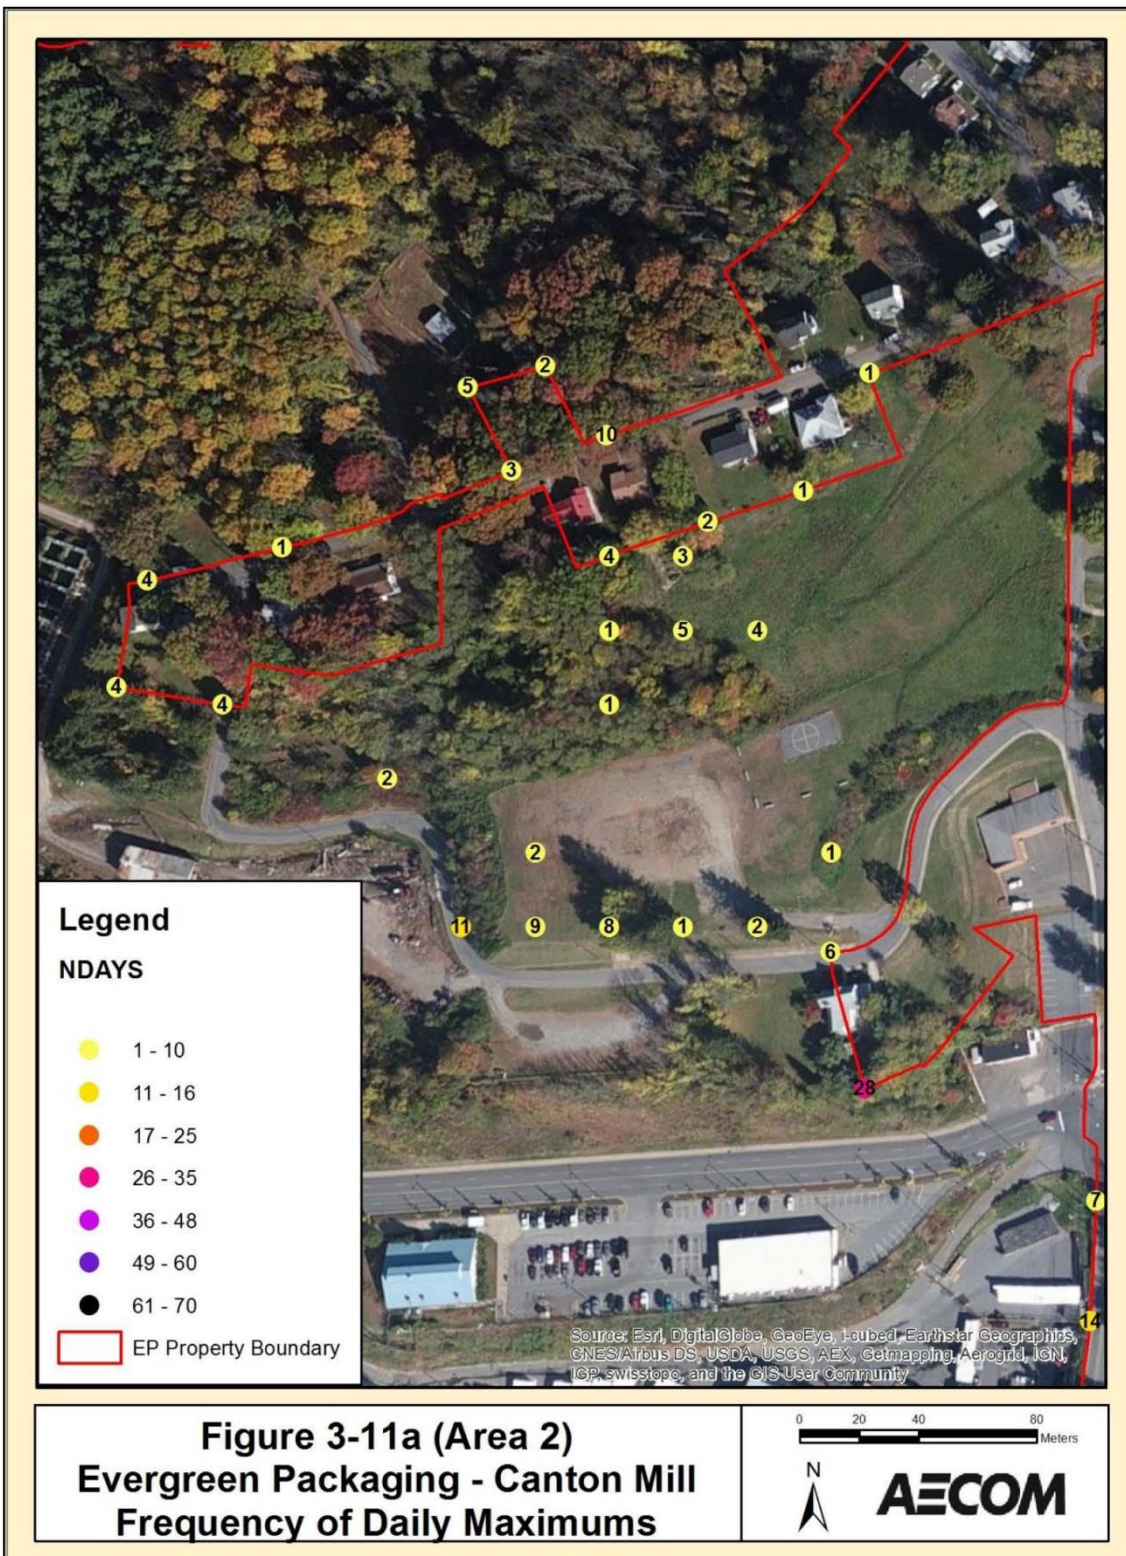 2
5
1
10
3
1
2
4
3
1
4
1
5
4
4
4
1
2
2
1
11
9
8
1
2
6
28
7
14
Legend
NDAYS
1 - 10
11 - 16
17 - 25
26 - 35
36 - 48
49 - 60
61 - 70
EP Property Boundary
Source: Esri, DigitalGlobe, GeoEye, i-cubed, Earthstar Geographics,
CNES/Airbus DS, USDA, USGS, AEX, Getmapping, Aerogrid, IGN,
IGP, swisstopo, and the GIS User Community
Figure 3-11a (Area 2)
Evergreen Packaging - Canton Mill
Frequency of Daily Maximums
0 20 40 80
Meters
N
AECOM